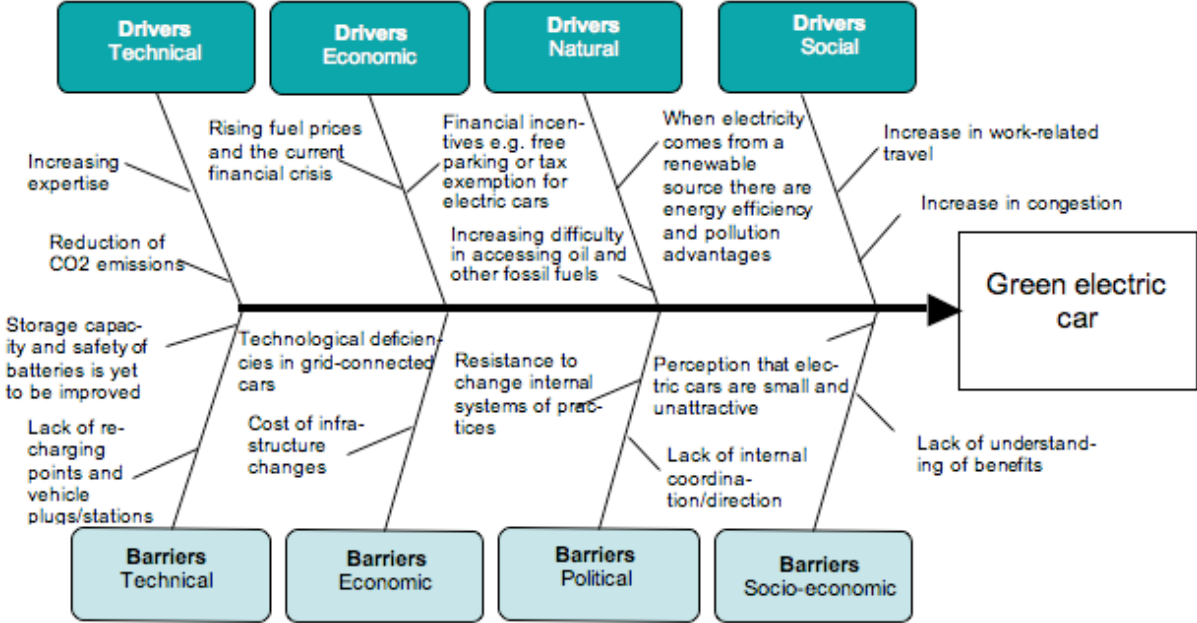 Drivers
Technical
Drivers
Economic
Drivers
Natural
Drivers
Social
Increasing
expertise
Reduction of
CO2 emissions
Rising fuel prices
and the current
financial crisis
Financial incen-
tives e.g. free
parking or tax
exemption for
electric cars
Increasing difficulty
in accessing oil and
other fossil fuels
When electricity
comes from a
renewable
source there are
energy efficiency
and pollution
advantages
Increase in work-related
travel
Increase in congestion
Green electric
car
Storage capac-
ity and safety of
batteries is yet
to be improved
Lack of re-
charging
points and
vehicle
plugs/stations
Technological deficien-
cies in grid-connected
cars
Cost of infra-
structure
changes
Resistance to
change internal
systems of prac-
tices
Lack of internal
coordina-
tion/direction
Perception that elec-
tric cars are small and
unattractive
Lack of understand-
ing of benefits
Barriers
Technical
Barriers
Economic
Barriers
Political
Barriers
Socio-economic